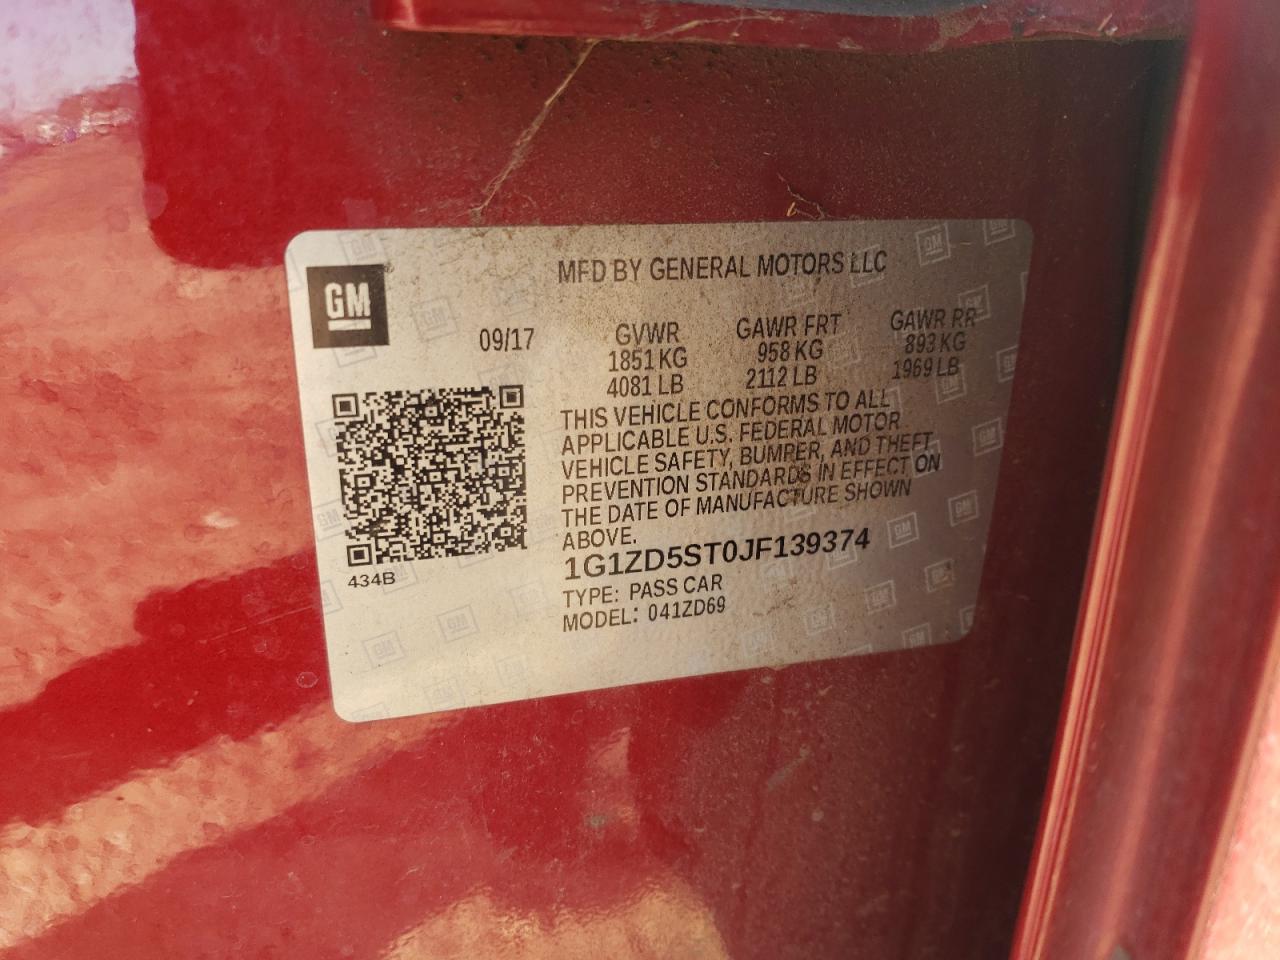 MFD BY GENERAL MOTORS LLC
GM
09/17 GVWR GAWR FRT GAWR RR
1851 KG 958 KG 893 KG
4081 LB 2112 LB 1969 LB
THIS VEHICLE CONFORMS TO ALL
APPLICABLE U.S. FEDERAL MOTOR
VEHICLE SAFETY, BUMPER, AND THEFT
PREVENTION STANDARDS IN EFFECT ON
THE DATE OF MANUFACTURE SHOWN
ABOVE.
1G1ZD5ST0JF139374
434B
TYPE: PASS CAR
MODEL: 041ZD69